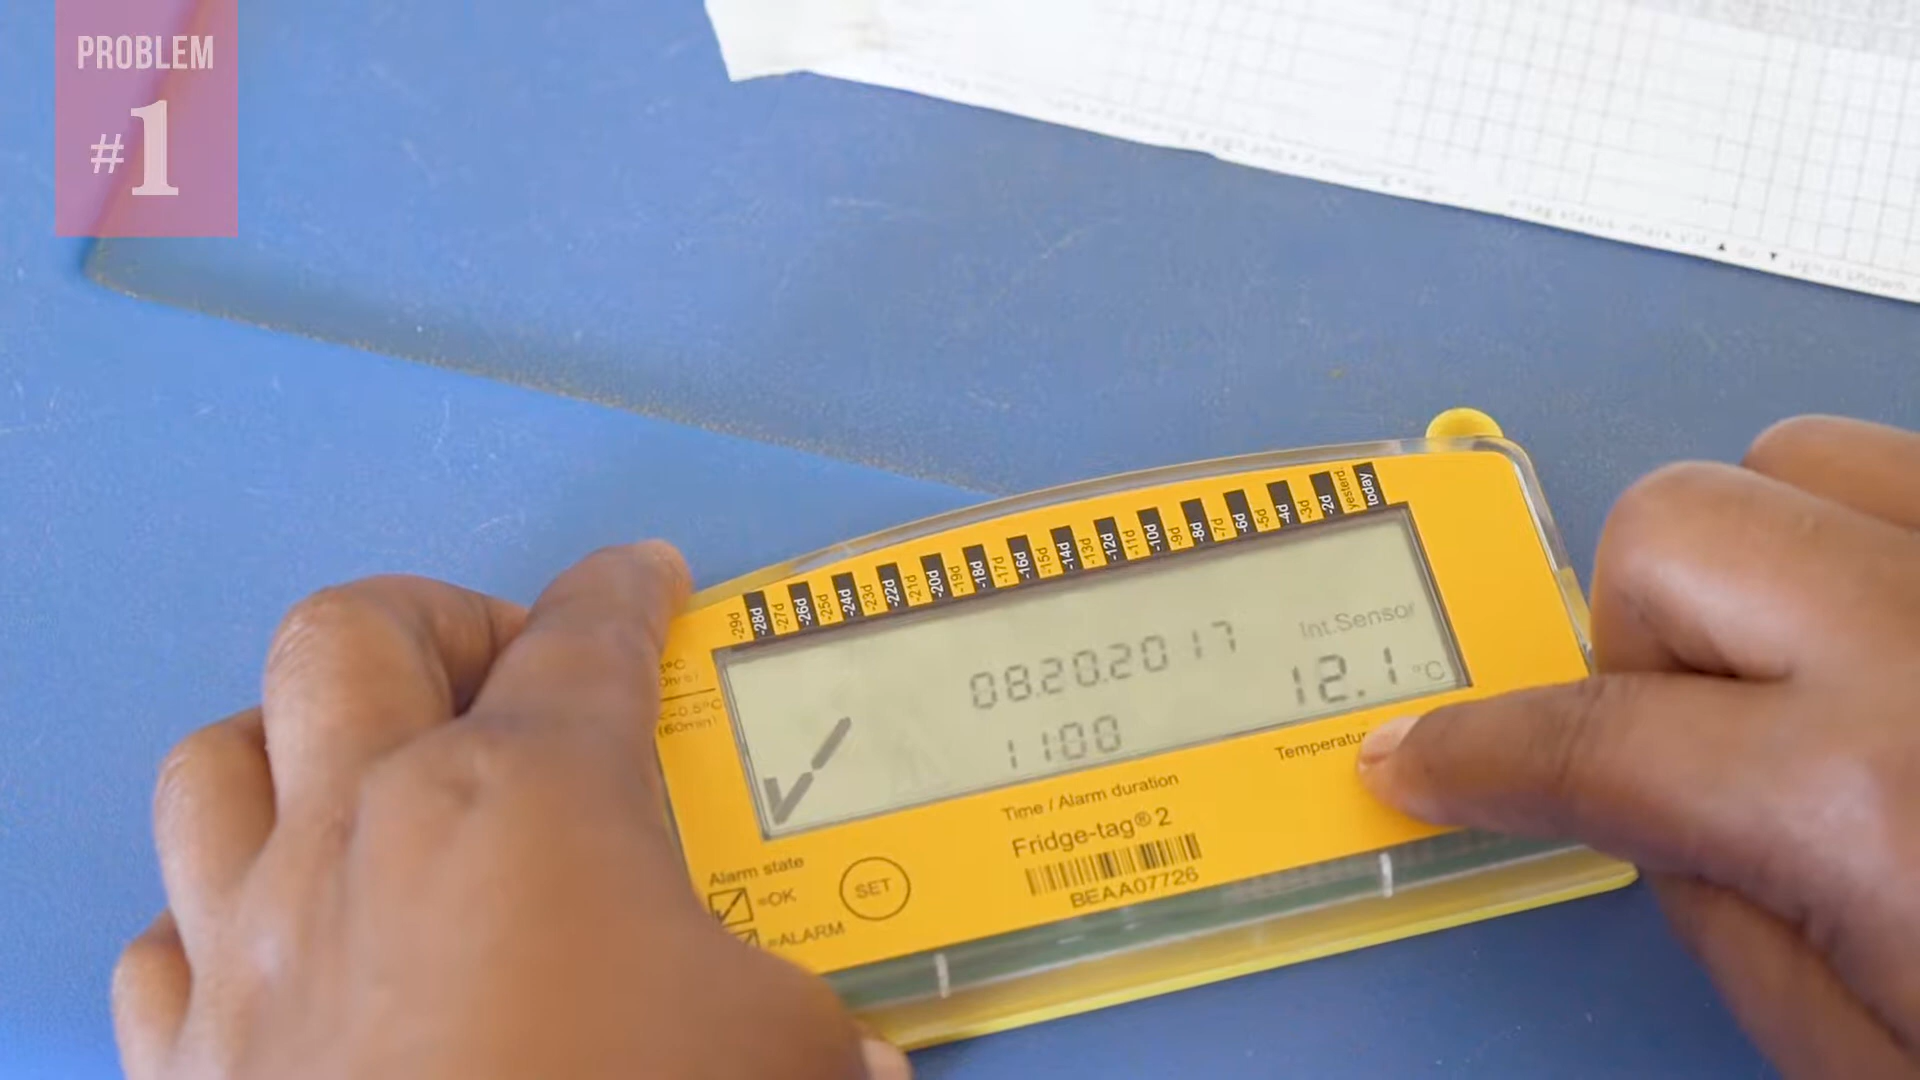 PROBLEM
#1
-29d -28d -27d -26d -25d -24d -23d -22d -21d -20d -19d -18d -17d -16d -15d -14d -13d -12d -11d -10d -9d -8d -7d -6d -5d -4d -3d -2d yesterd. today
Int.Sensor
08.20.2017
12.1 °C
11:00
(60min)
Time / Alarm duration
Fridge-tag® 2
BEAA07726
Alarm state
=OK
SET
=ALARM